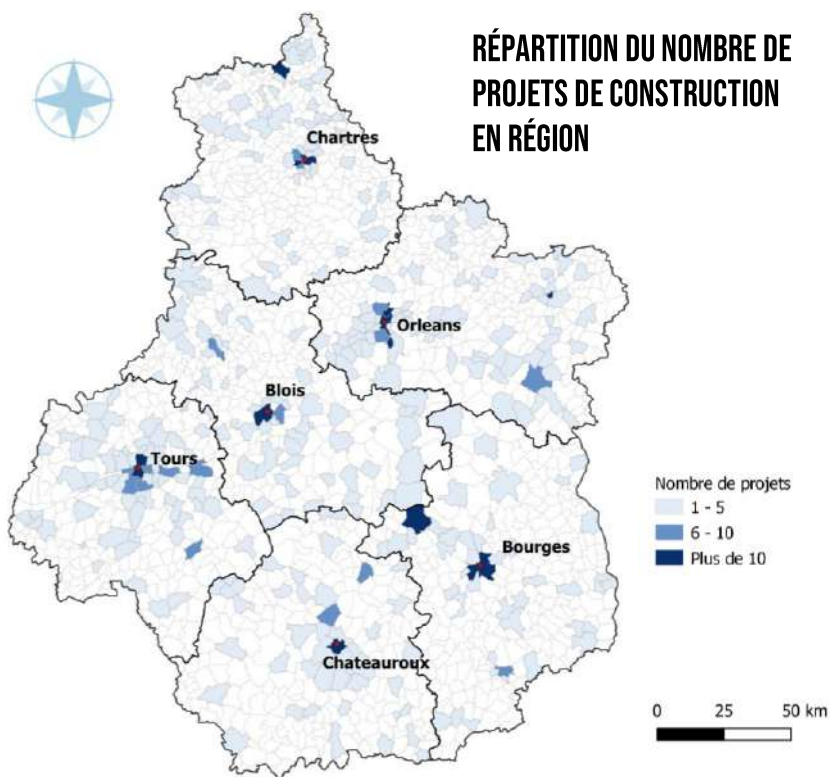 RÉPARTITION DU NOMBRE DE
PROJETS DE CONSTRUCTION
EN RÉGION
Chartres
Orleans
Blois
Tours
Bourges
Chateauroux
Nombre de projets
1 - 5
6 - 10
Plus de 10
0 25 50 km